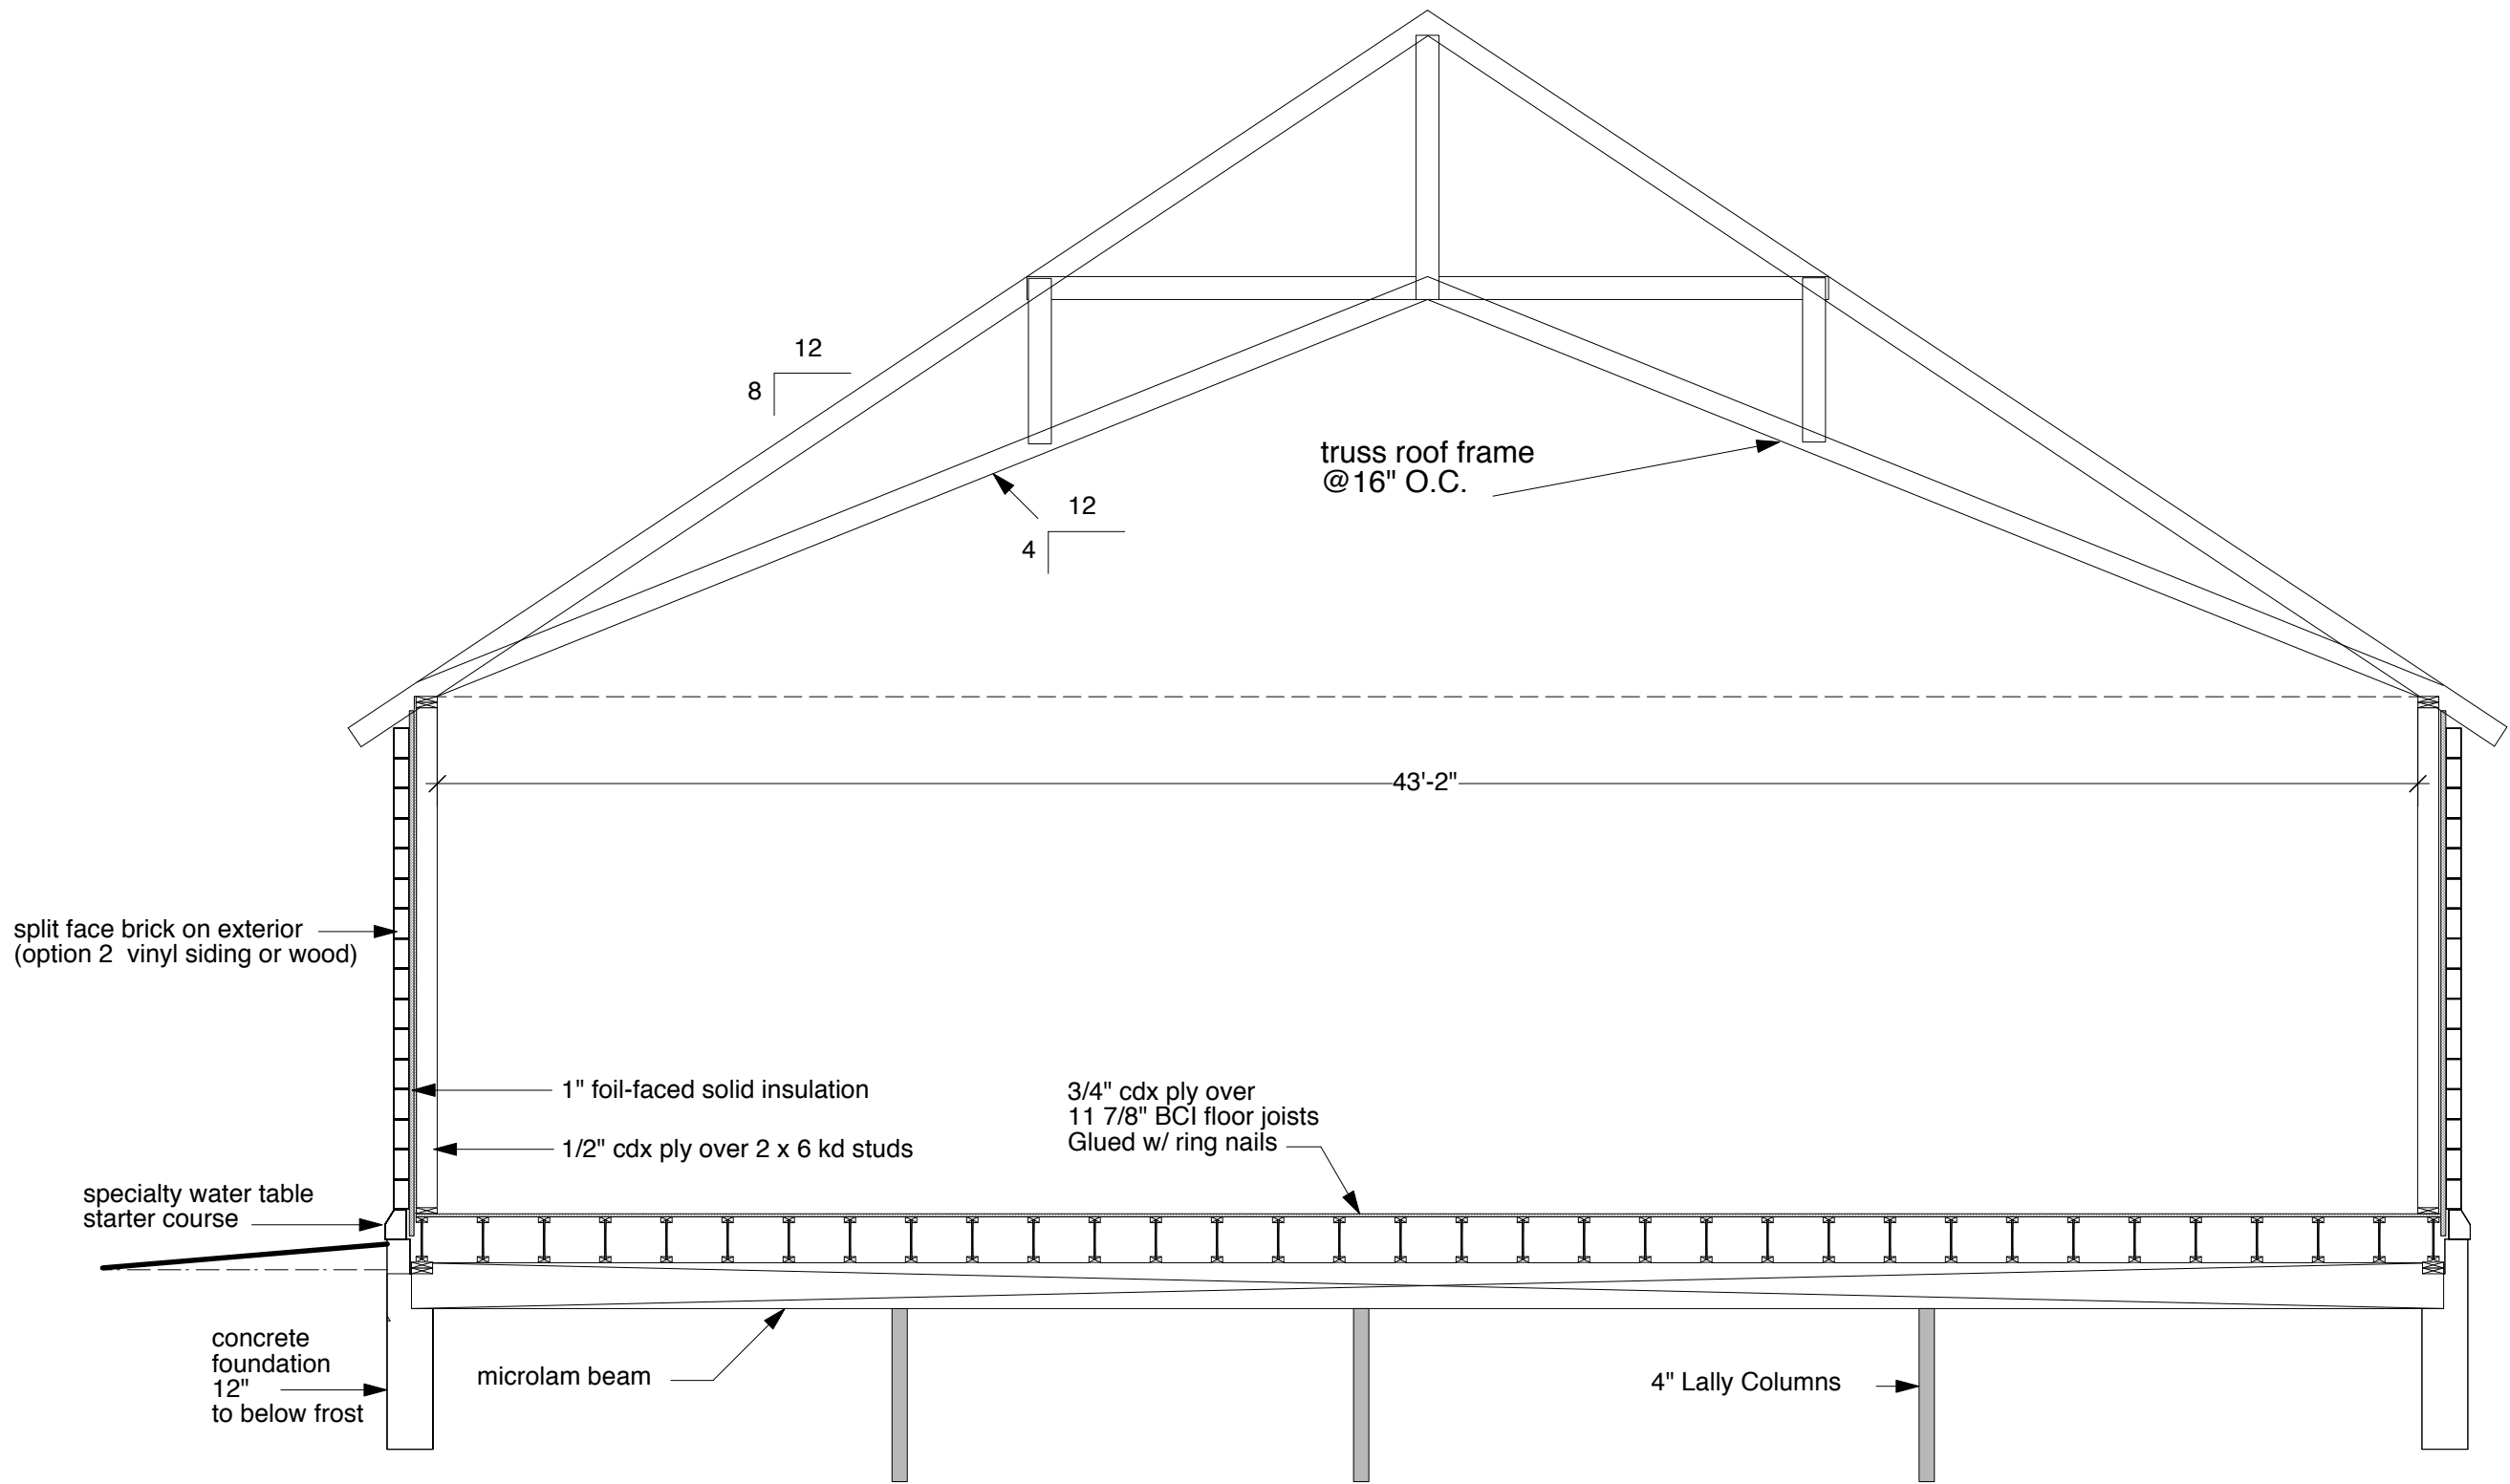 12
8
truss roof frame
@16" O.C.
12
4
43'-2"
split face brick on exterior
(option 2  vinyl siding or wood)
1" foil-faced solid insulation
3/4" cdx ply over
11 7/8" BCI floor joists
Glued w/ ring nails
1/2" cdx ply over 2 x 6 kd studs
specialty water table
starter course
concrete
foundation
12"
to below frost
microlam beam
4" Lally Columns